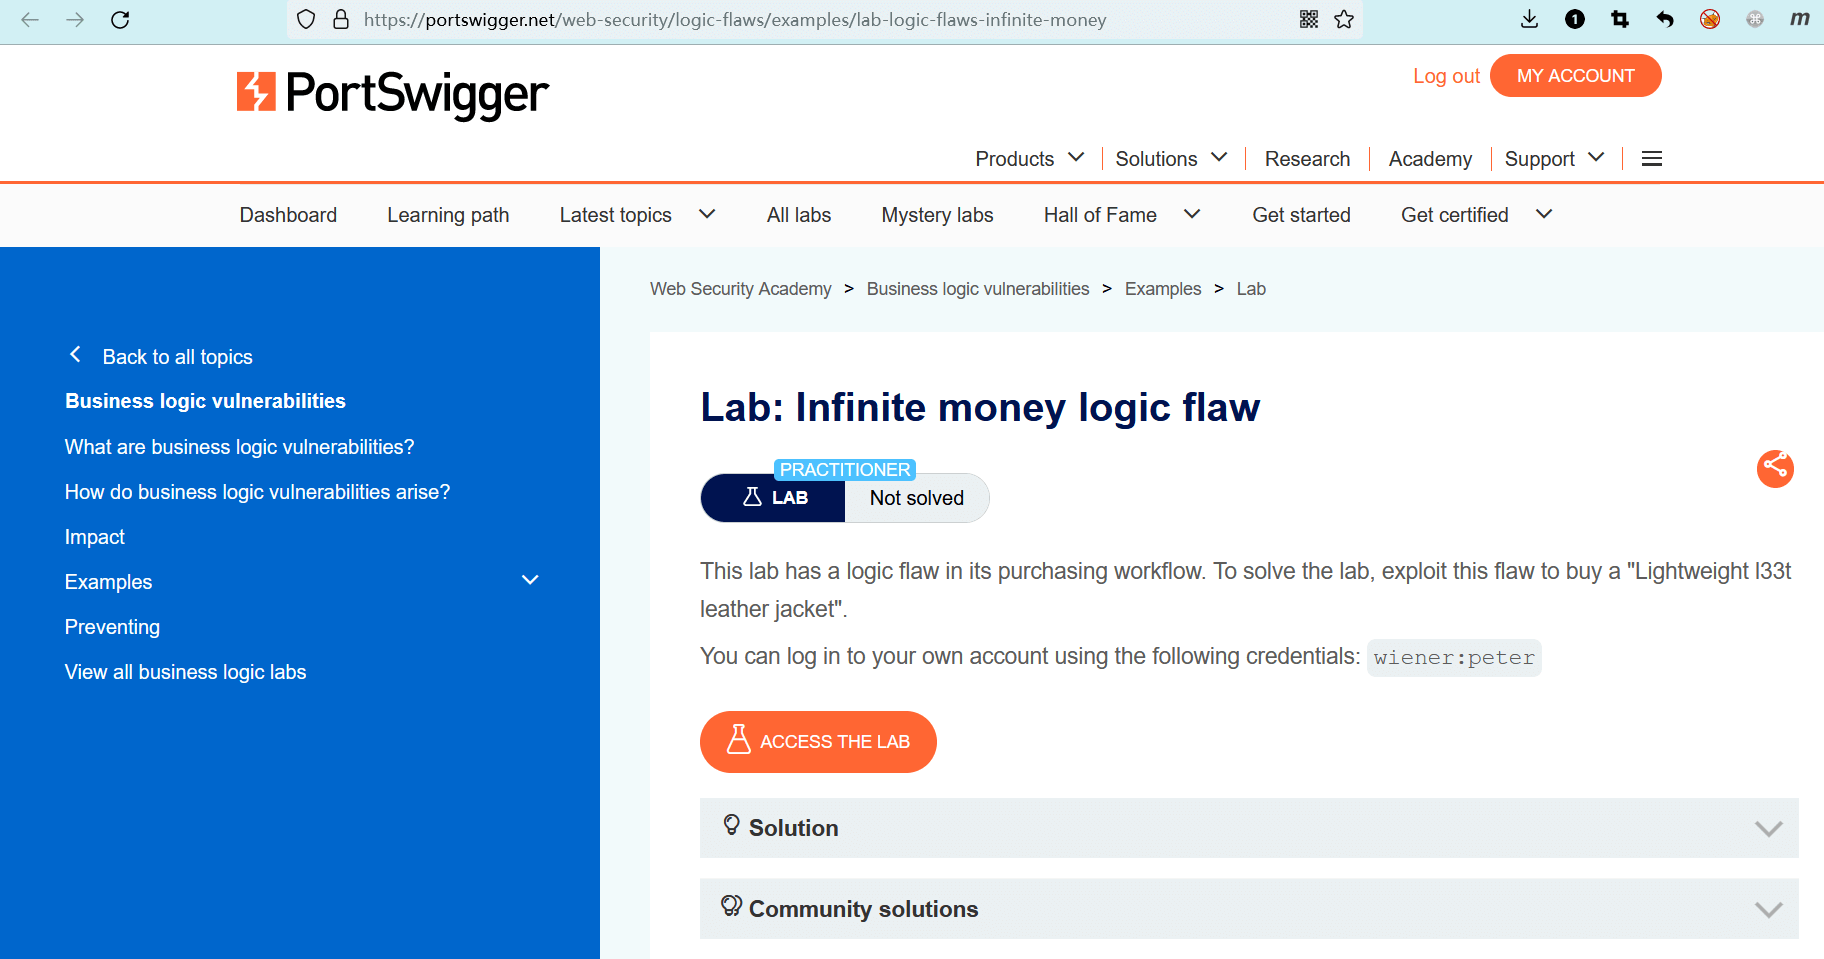 https://portswigger.net/web-security/logic-flaws/examples/lab-logic-flaws-infinite-money
1
m
PortSwigger
Log out
MY ACCOUNT
Products
Solutions
Research
Academy
Support
Dashboard
Learning path
Latest topics
All labs
Mystery labs
Hall of Fame
Get started
Get certified
Back to all topics
Business logic vulnerabilities
What are business logic vulnerabilities?
How do business logic vulnerabilities arise?
Impact
Examples
Preventing
View all business logic labs
Web Security Academy > Business logic vulnerabilities > Examples > Lab
Lab: Infinite money logic flaw
PRACTITIONER
LAB
Not solved
This lab has a logic flaw in its purchasing workflow. To solve the lab, exploit this flaw to buy a "Lightweight l33t
leather jacket".
You can log in to your own account using the following credentials: wiener:peter
ACCESS THE LAB
Solution
Community solutions